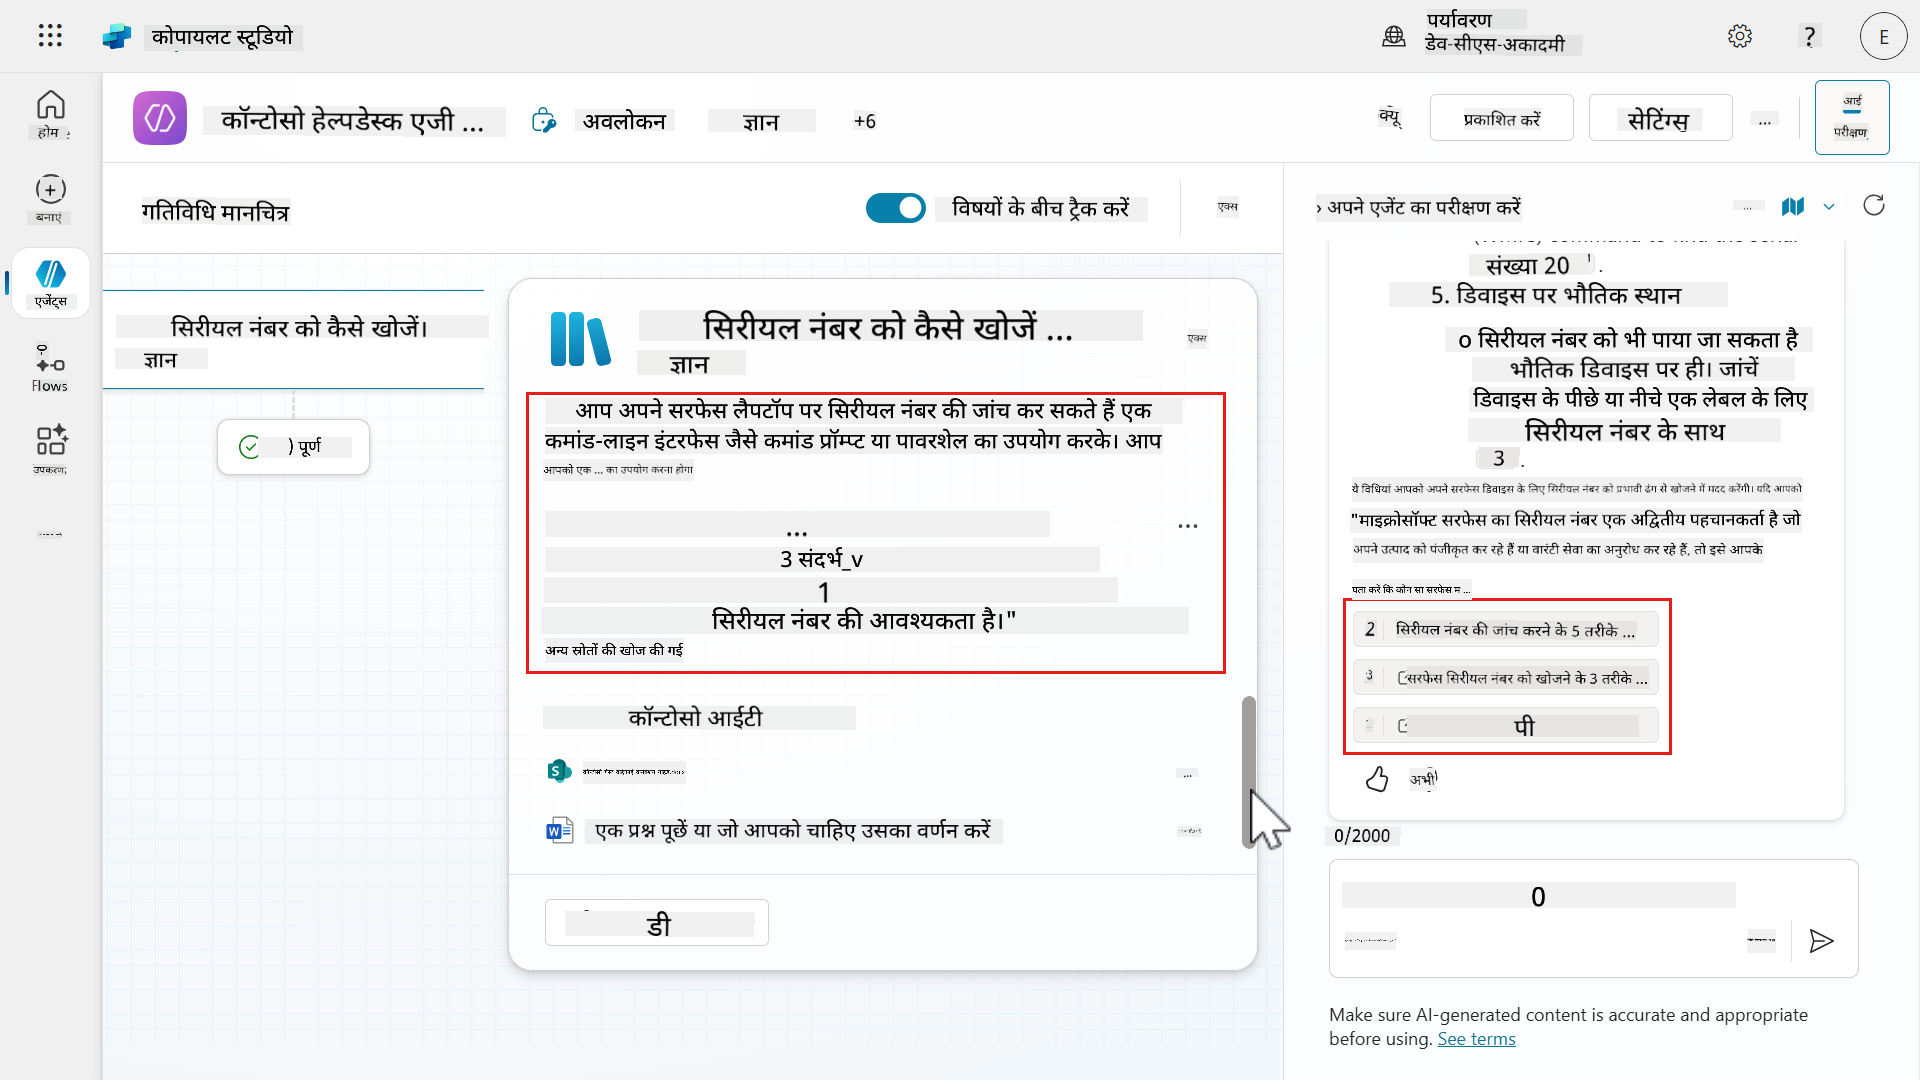 कोपायलट स्टूडियो
पर्यावरण
डेव-सीएस-अकादमी
?
E
होम
बनाएं
एजेंट्स
Flows
उपकरण;
कॉन्टोसो हेल्पडेस्क एजी ...
अवलोकन
ज्ञान
+6
क्यू
प्रकाशित करें
सेटिंग्स
...
आई
परीक्षण
गतिविधि मानचित्र
विषयों के बीच ट्रैक करें
एक्स
सिरीयल नंबर को कैसे खोजें।
ज्ञान
) पूर्ण
सिरीयल नंबर को कैसे खोजें ...
ज्ञान
एक्स
आप अपने सरफेस लैपटॉप पर सिरीयल नंबर की जांच कर सकते हैं एक
कमांड-लाइन इंटरफेस जैसे कमांड प्रॉम्प्ट या पावरशेल का उपयोग करके। आप
आपको एक ... का उपयोग करना होगा
...
...
3 संदर्भ_v
1
सिरीयल नंबर की आवश्यकता है।"
अन्य स्रोतों की खोज की गई
कॉन्टोसो आईटी
एक प्रश्न पूछें या जो आपको चाहिए उसका वर्णन करें
डी
› अपने एजेंट का परीक्षण करें
...
संख्या 20
5. डिवाइस पर भौतिक स्थान
o सिरीयल नंबर को भी पाया जा सकता है
भौतिक डिवाइस पर ही। जांचें
डिवाइस के पीछे या नीचे एक लेबल के लिए
सिरीयल नंबर के साथ
3 .
ये विधियां आपको अपने सरफेस डिवाइस के लिए सिरीयल नंबर को प्रभावी ढंग से खोजने में मदद करेंगी। यदि आपको
"माइक्रोसॉफ्ट सरफेस का सिरीयल नंबर एक अद्वितीय पहचानकर्ता है जो
अपने उत्पाद को पंजीकृत कर रहे हैं या वारंटी सेवा का अनुरोध कर रहे हैं, तो इसे आपके
पता करें कि कौन सा सरफेस म ...
2 सिरीयल नंबर की जांच करने के 5 तरीके ...
3 सरफेस सिरीयल नंबर को खोजने के 3 तरीके ...
पी
अभी
0/2000
0
Make sure AI-generated content is accurate and appropriate
before using. See terms